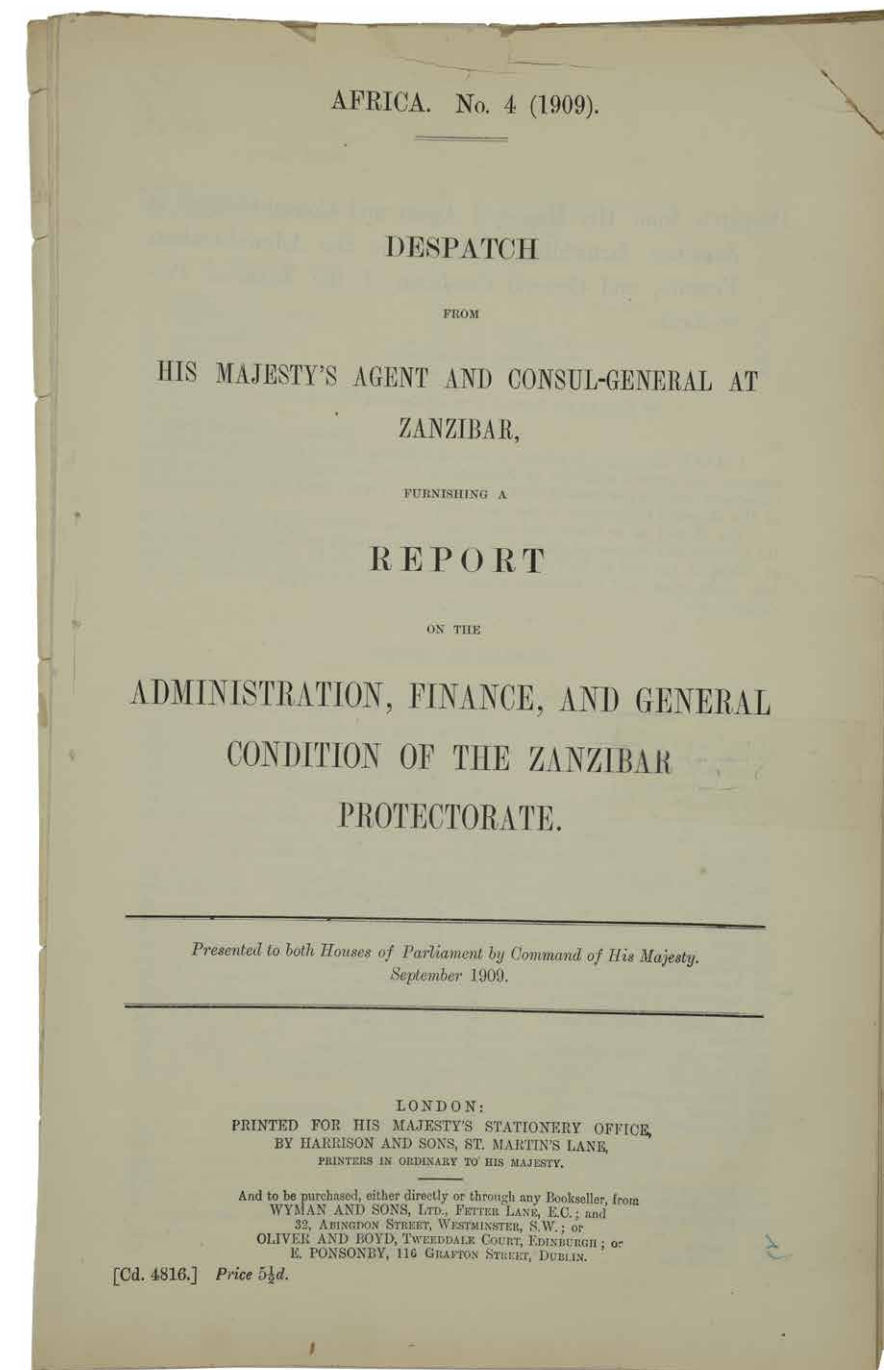 AFRICA. No. 4 (1909).
DESPATCH
FROM
HIS MAJESTY'S AGENT AND CONSUL-GENERAL AT
ZANZIBAR,
FURNISHING A
REPORT
ON THE
ADMINISTRATION, FINANCE, AND GENERAL
CONDITION OF THE ZANZIBAR
PROTECTORATE.
Presented to both Houses of Parliament by Command of His Majesty.
September 1909.
LONDON:
PRINTED FOR HIS MAJESTY'S STATIONERY OFFICE,
BY HARRISON AND SONS, ST. MARTIN'S LANE,
PRINTERS IN ORDINARY TO HIS MAJESTY.
And to be purchased, either directly or through any Bookseller, from
WYMAN AND SONS, LTD., FETTER LANE, E.C.; and
32, ABINGDON STREET, WESTMINSTER, S.W.; or
OLIVER AND BOYD, TWEEDDALE COURT, EDINBURGH; or
E. PONSONBY, 116 GRAFTON STREET, DUBLIN.
[Cd. 4816.] Price 5½d.